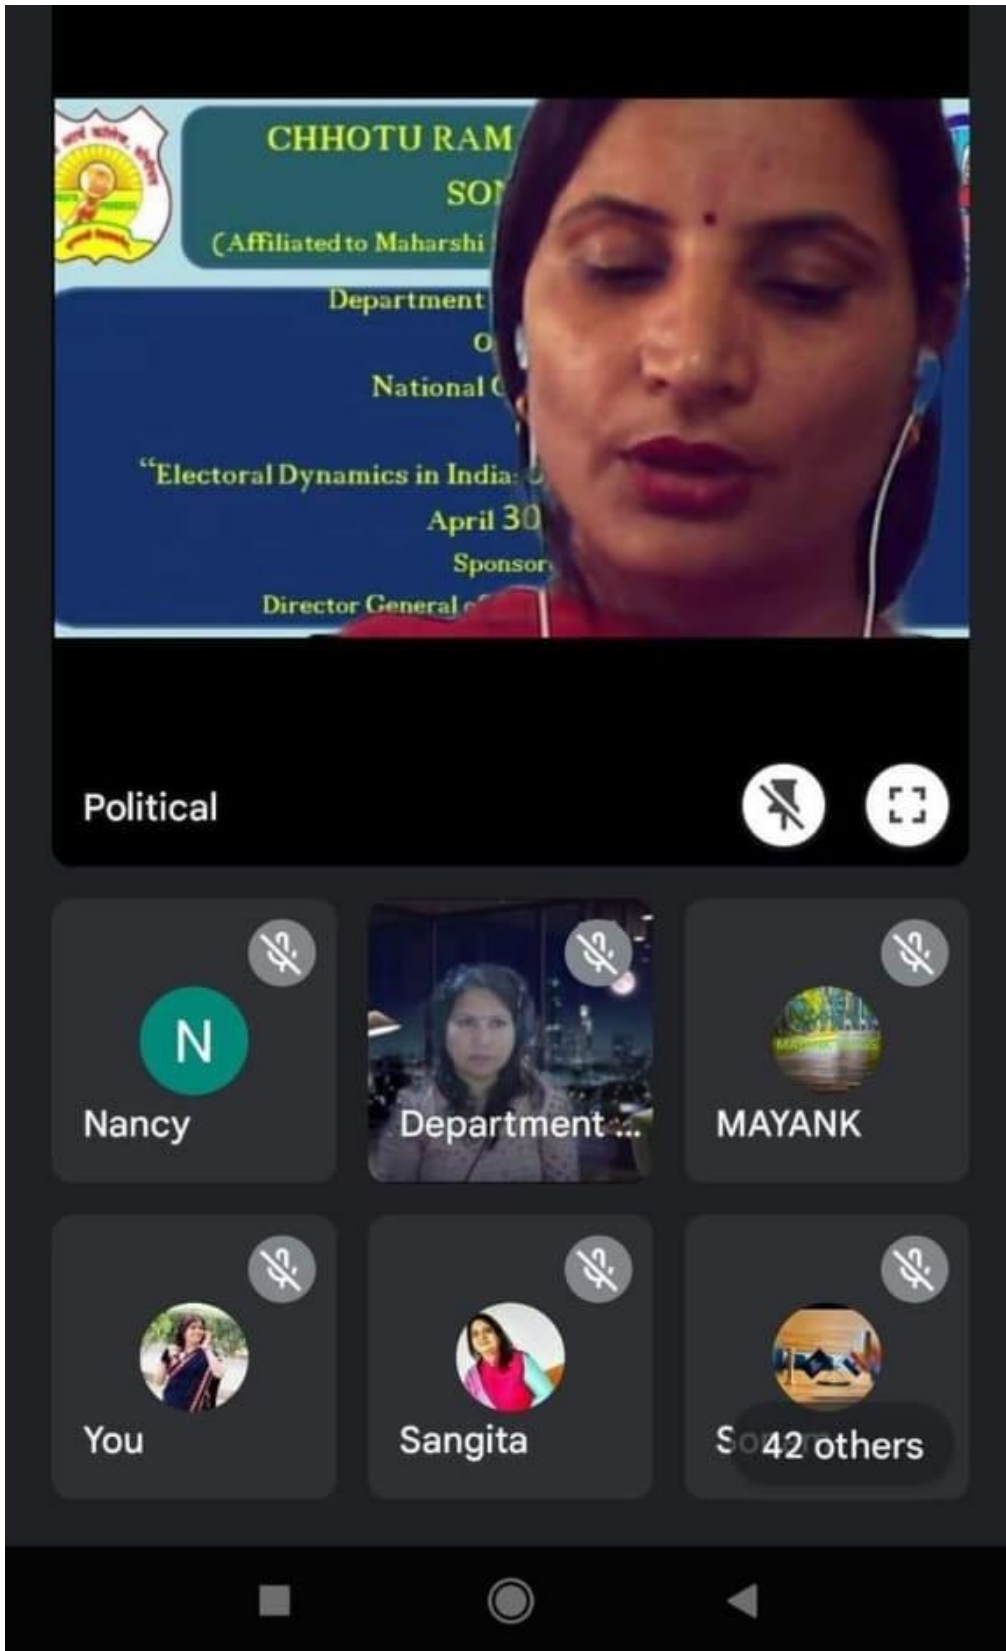 CHHOTU RAM
SON
(Affiliated to Maharshi
Department
O
National
"Electoral Dynamics in India:
April 30
Sponsor
Director General
Political
N
Nancy
Department ...
MAYANK
You
Sangita
42 others